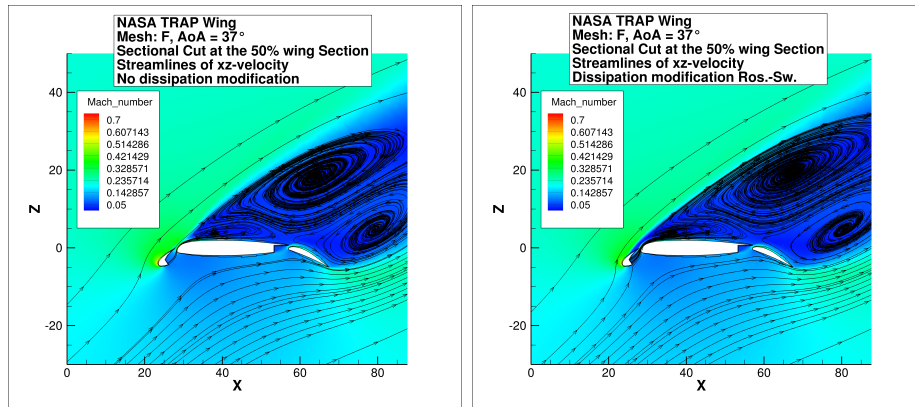 NASA TRAP Wing
Mesh: F, AoA = 37°
Sectional Cut at the 50% wing Section
Streamlines of xz-velocity
No dissipation modification
Mach_number
0.7
0.607143
0.514286
0.421429
0.328571
0.235714
0.142857
0.05
Z
40
20
0
-20
0
20
40
60
80
X
NASA TRAP Wing
Mesh: F, AoA = 37°
Sectional Cut at the 50% wing Section
Streamlines of xz-velocity
Dissipation modification Ros.-Sw.
Mach_number
0.7
0.607143
0.514286
0.421429
0.328571
0.235714
0.142857
0.05
Z
40
20
0
-20
0
20
40
60
80
X